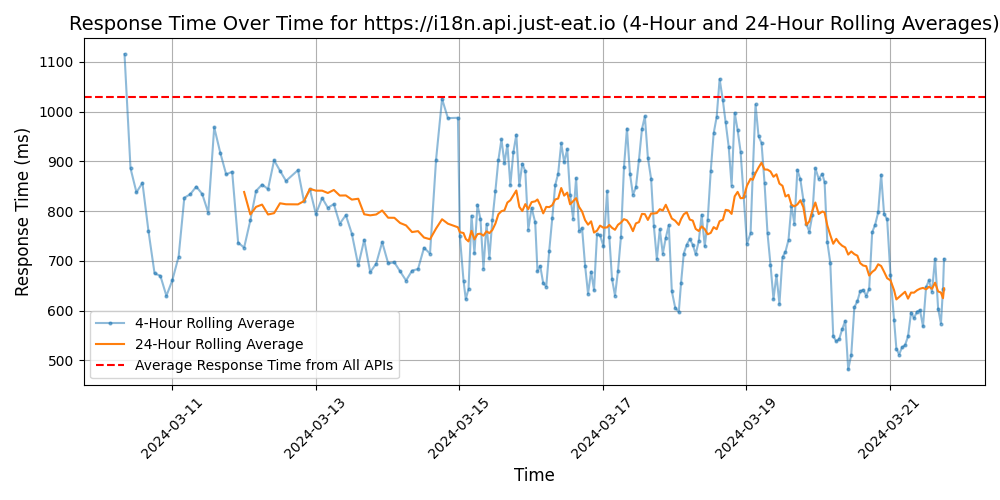 Response Time Over Time for https://i18n.api.just-eat.io (4-Hour and 24-Hour Rolling Averages)
Response Time (ms)
1100
1000
900
800
700
600
500
4-Hour Rolling Average
24-Hour Rolling Average
Average Response Time from All APIs
2024-03-11
2024-03-13
2024-03-15
2024-03-17
2024-03-19
2024-03-21
Time